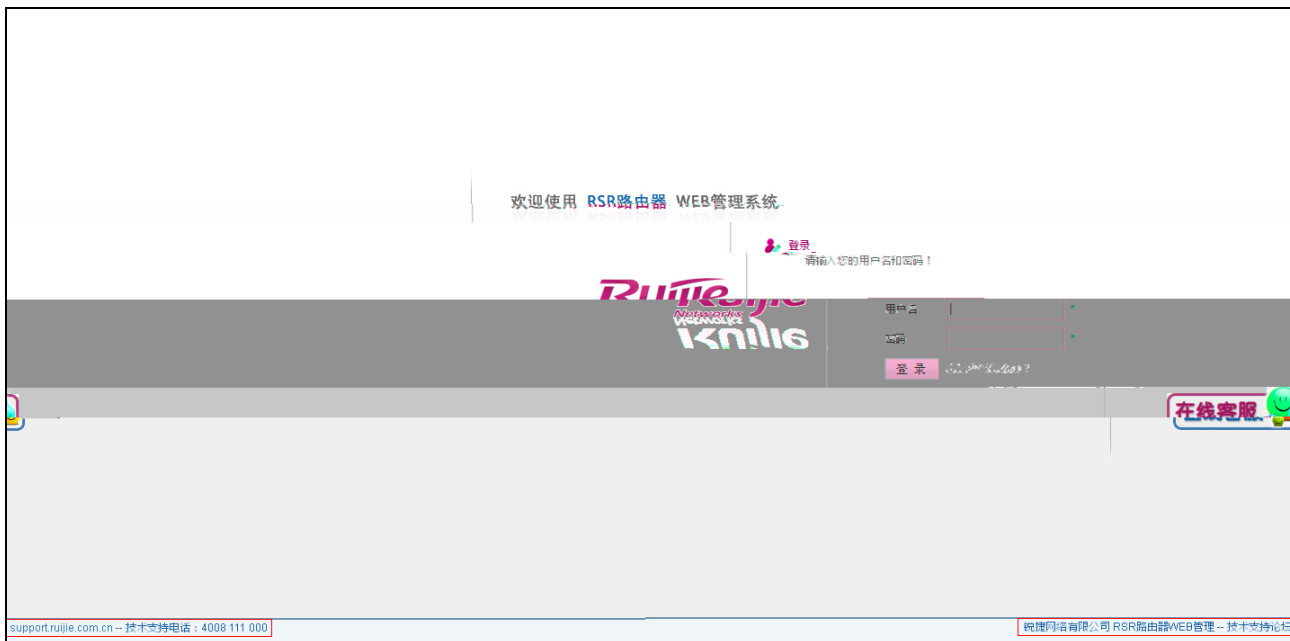 欢迎使用 RSR路由器 WEB管理系统
登录
请输入您的用户名和密码！
Ruijie
Networks
用户名 *
密码 *
登 录
在线客服
support.ruijie.com.cn -- 技术支持电话：4008 111 000
锐捷网络有限公司 RSR路由器WEB管理 -- 技术支持论坛